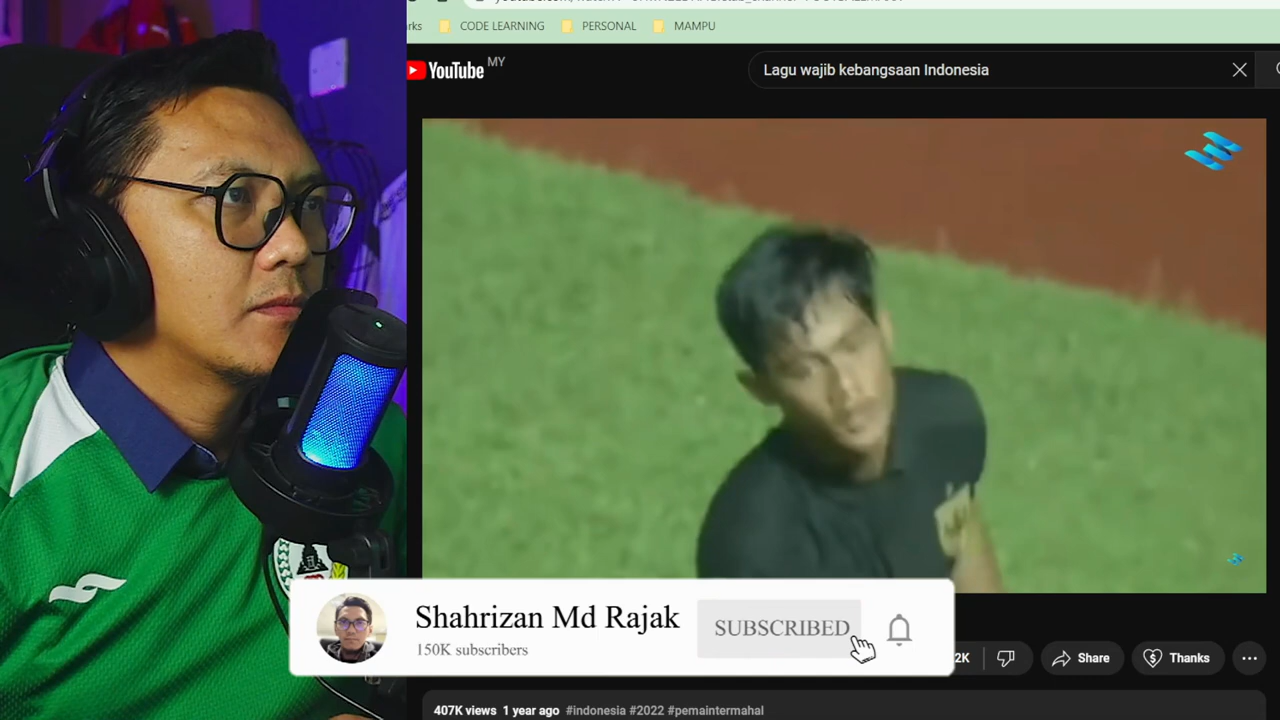 rks CODE LEARNING PERSONAL MAMPU
YouTube MY
Lagu wajib kebangsaan Indonesia
Shahrizan Md Rajak
150K subscribers
SUBSCRIBED
2K Share Thanks
407K views 1 year ago #indonesia #2022 #pemaintermahal